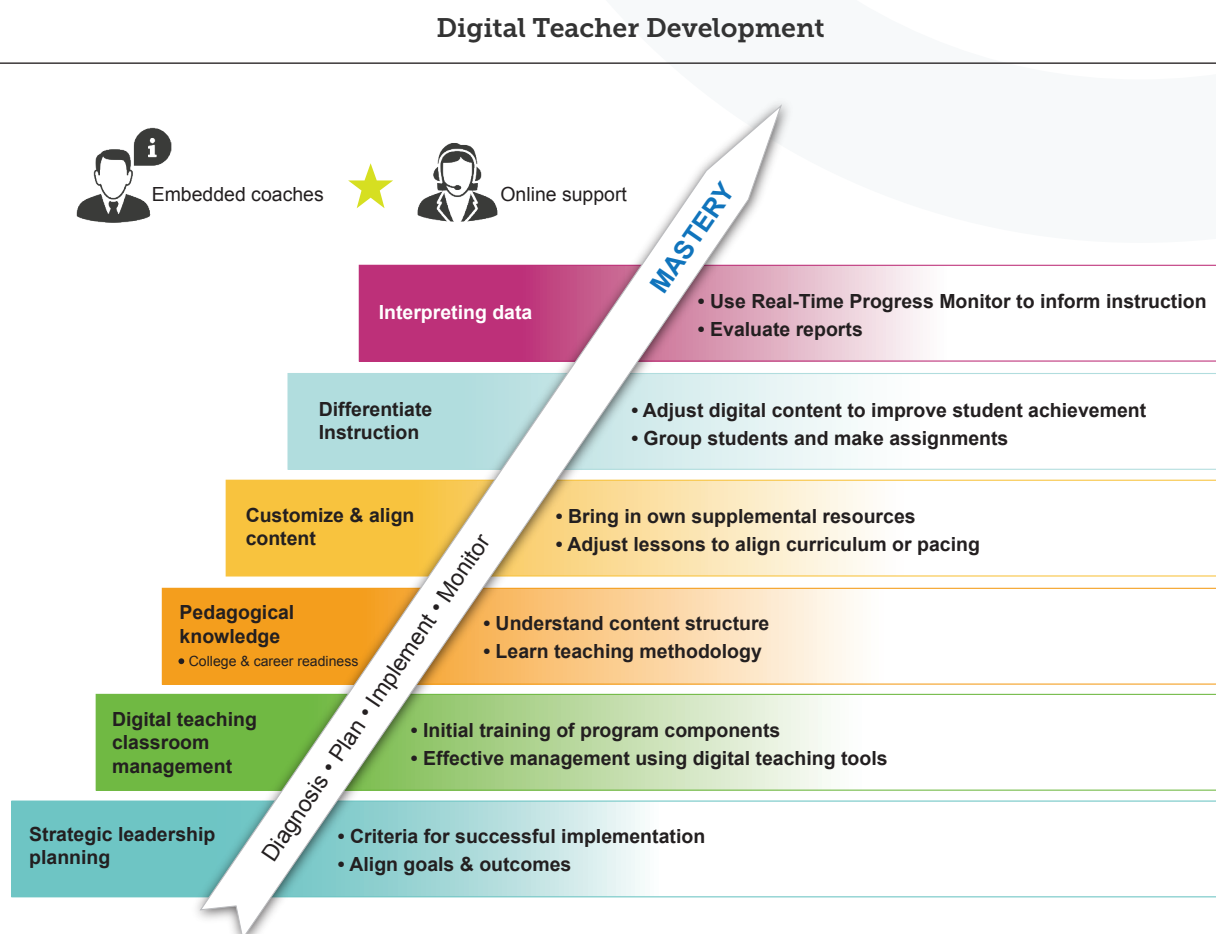 Digital Teacher Development
i
Embedded coaches
Online support
MASTERY
Diagnosis • Plan • Implement • Monitor
Interpreting data
• Use Real-Time Progress Monitor to inform instruction
• Evaluate reports
Differentiate
Instruction
• Adjust digital content to improve student achievement
• Group students and make assignments
Customize & align
content
• Bring in own supplemental resources
• Adjust lessons to align curriculum or pacing
Pedagogical
knowledge
• College & career readiness
• Understand content structure
• Learn teaching methodology
Digital teaching
classroom
management
• Initial training of program components
• Effective management using digital teaching tools
Strategic leadership
planning
• Criteria for successful implementation
• Align goals & outcomes